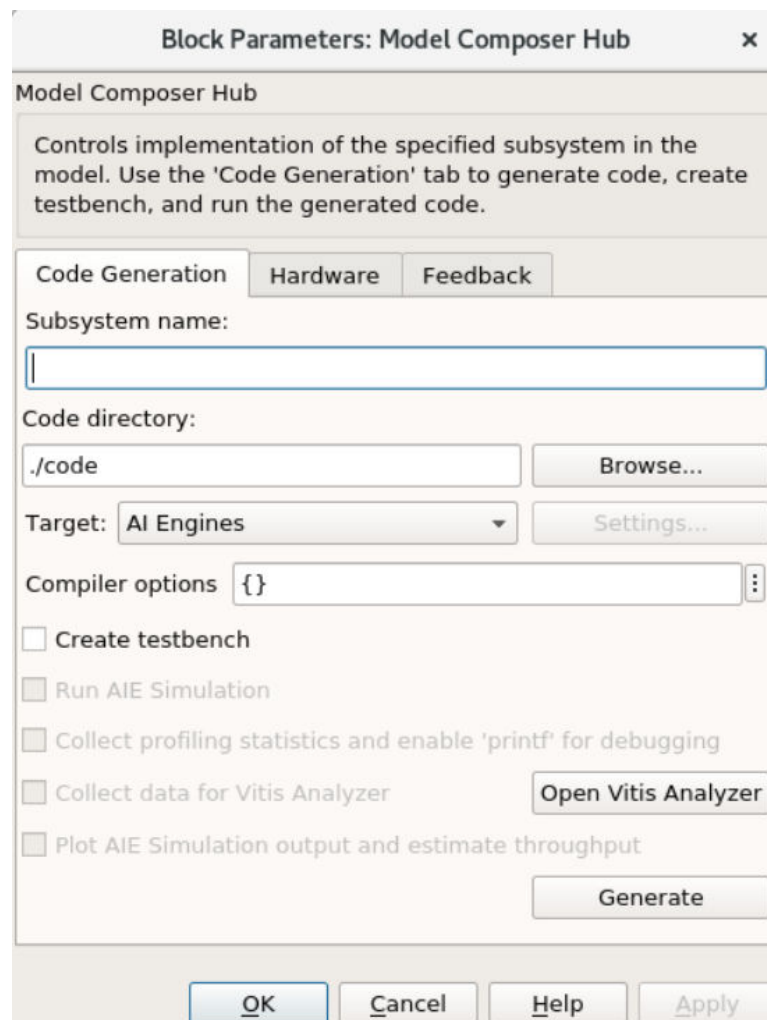 Block Parameters: Model Composer Hub ×
Model Composer Hub
Controls implementation of the specified subsystem in the
model. Use the 'Code Generation' tab to generate code, create
testbench, and run the generated code.
Code Generation Hardware Feedback
Subsystem name:
Code directory:
./code Browse...
Target: AI Engines Settings...
Compiler options {}
Create testbench
Run AIE Simulation
Collect profiling statistics and enable 'printf' for debugging
Collect data for Vitis Analyzer Open Vitis Analyzer
Plot AIE Simulation output and estimate throughput
Generate
OK Cancel Help Apply